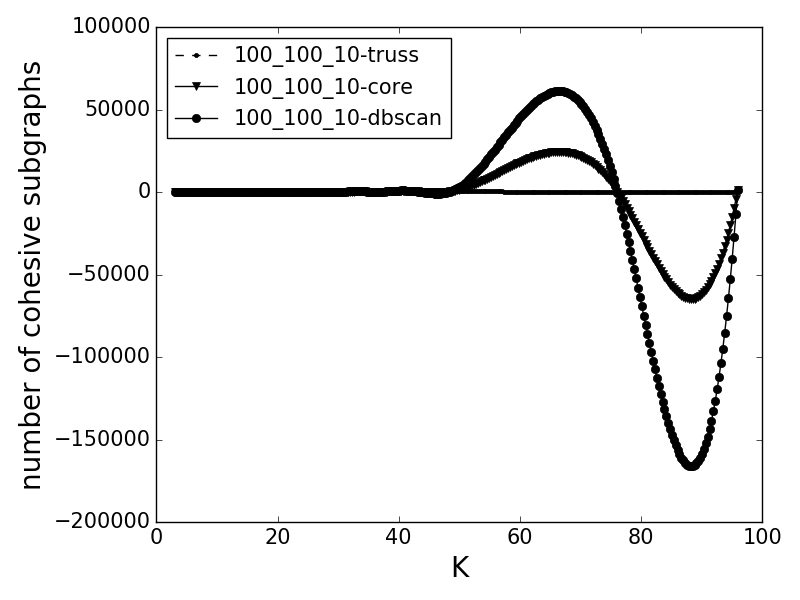 100000
50000
0
−50000
−100000
−150000
−200000
number of cohesive subgraphs
100_100_10-truss
100_100_10-core
100_100_10-dbscan
0
20
40
60
80
100
K